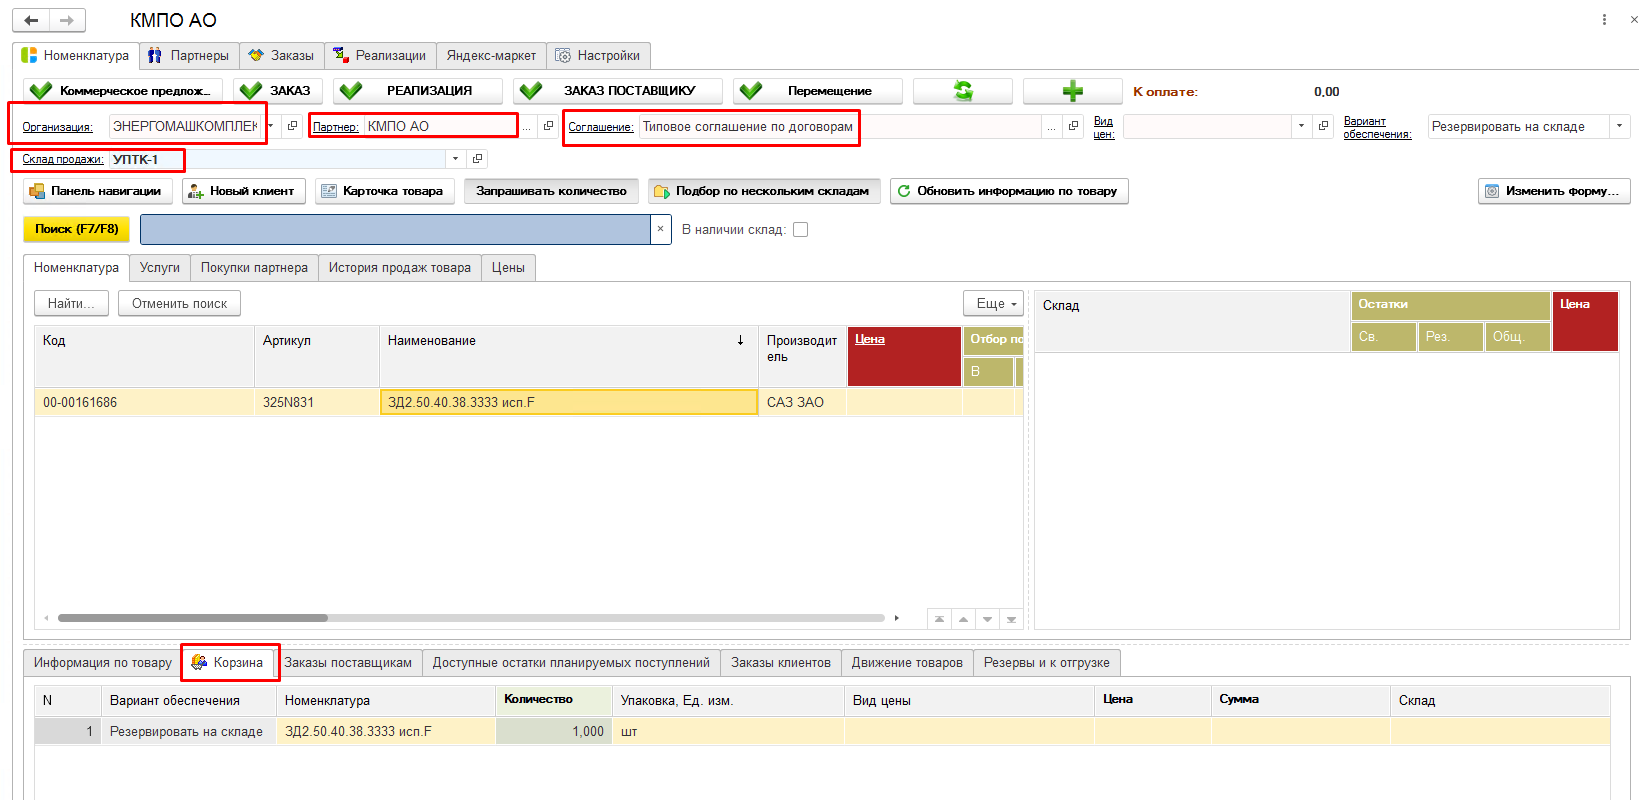 КМПО АО
Номенклатура Партнеры Заказы Реализации Яндекс-маркет Настройки
Коммерческое предлож... ЗАКАЗ РЕАЛИЗАЦИЯ ЗАКАЗ ПОСТАВЩИКУ Перемещение К оплате: 0,00
Организация: ЭНЕРГОМАШКОМПЛЕК Партнер: КМПО АО ... Соглашение: Типовое соглашение по договорам ... Вид цен: Вариант обеспечения: Резервировать на складе
Склад продажи: УПТК-1
Панель навигации Новый клиент Карточка товара Запрашивать количество Подбор по нескольким складам Обновить информацию по товару Изменить форму...
Поиск (F7/F8) × В наличии склад:
Номенклатура Услуги Покупки партнера История продаж товара Цены
Найти... Отменить поиск Еще
Склад Остатки Цена
Св. Рез. Общ.
Код Артикул Наименование ↓ Производитель Цена Отбор по
В
00-00161686 325N831 ЗД2.50.40.38.3333 исп.F САЗ ЗАО
Информация по товару Корзина Заказы поставщикам Доступные остатки планируемых поступлений Заказы клиентов Движение товаров Резервы и к отгрузке
N Вариант обеспечения Номенклатура Количество Упаковка, Ед. изм. Вид цены Цена Сумма Склад
1 Резервировать на складе ЗД2.50.40.38.3333 исп.F 1,000 шт